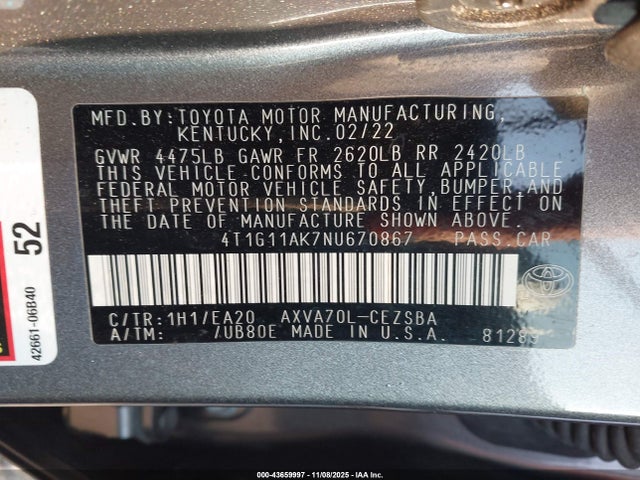 MFD.BY:TOYOTA MOTOR MANUFACTURING,
KENTUCKY,INC.02/22
GVWR 4475LB GAWR FR 2620LB RR 2420LB
THIS VEHICLE CONFORMS TO ALL APPLICABLE
FEDERAL MOTOR VEHICLE SAFETY,BUMPER,AND
THEFT PREVENTION STANDARDS IN EFFECT ON
THE DATE OF MANUFACTURE SHOWN ABOVE.
4T1G11AK7NU670867 PASS.CAR
C/TR:1H1/EA20 AXVA70L-CEZSBA
A/TM: /UB80E MADE IN U.S.A.
52
42661-06B40
000-43659997 - 11/08/2025 - IAA Inc.